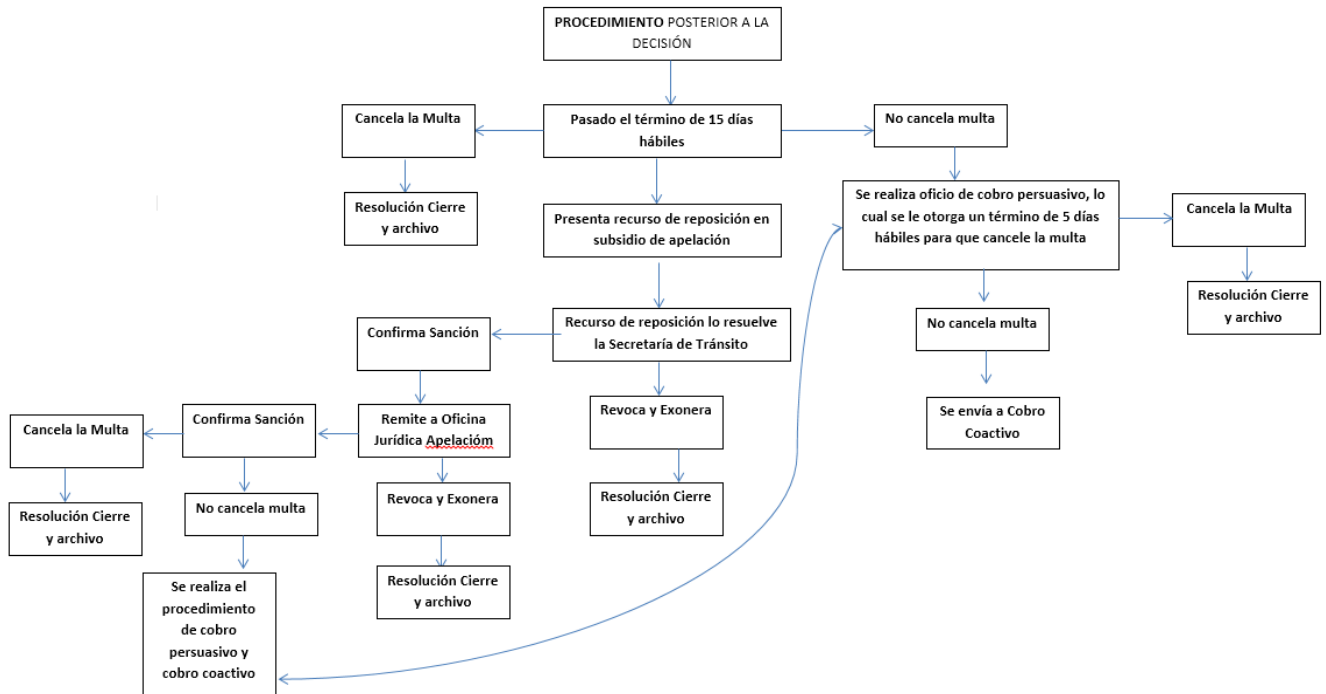 PROCEDIMIENTO POSTERIOR A LA
DECISIÓN
Cancela la Multa
Pasado el término de 15 días
hábiles
No cancela multa
Resolución Cierre
y archivo
Presenta recurso de reposición en
subsidio de apelación
Se realiza oficio de cobro persuasivo, lo
cual se le otorga un término de 5 días
hábiles para que cancele la multa
Cancela la Multa
Resolución Cierre
y archivo
Confirma Sanción
Recurso de reposición lo resuelve
la Secretaría de Tránsito
No cancela multa
Se envía a Cobro
Coactivo
Cancela la Multa
Confirma Sanción
Remite a Oficina
Jurídica Apelacióm
Revoca y Exonera
Resolución Cierre
y archivo
No cancela multa
Revoca y Exonera
Resolución Cierre
y archivo
Se realiza el
procedimiento
de cobro
persuasivo y
cobro coactivo
Resolución Cierre
y archivo